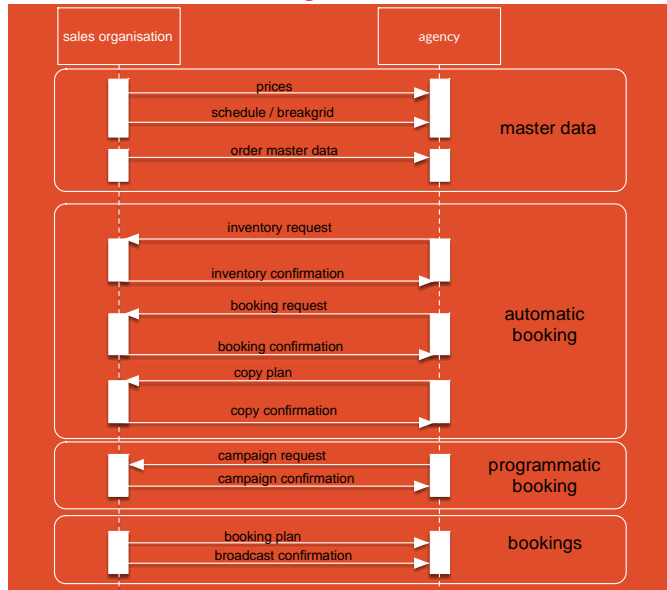 sales organisation
agency
prices
schedule / breakgrid
master data
order master data
inventory request
inventory confirmation
booking request
automatic
booking
booking confirmation
copy plan
copy confirmation
campaign request
programmatic
booking
campaign confirmation
booking plan
bookings
broadcast confirmation